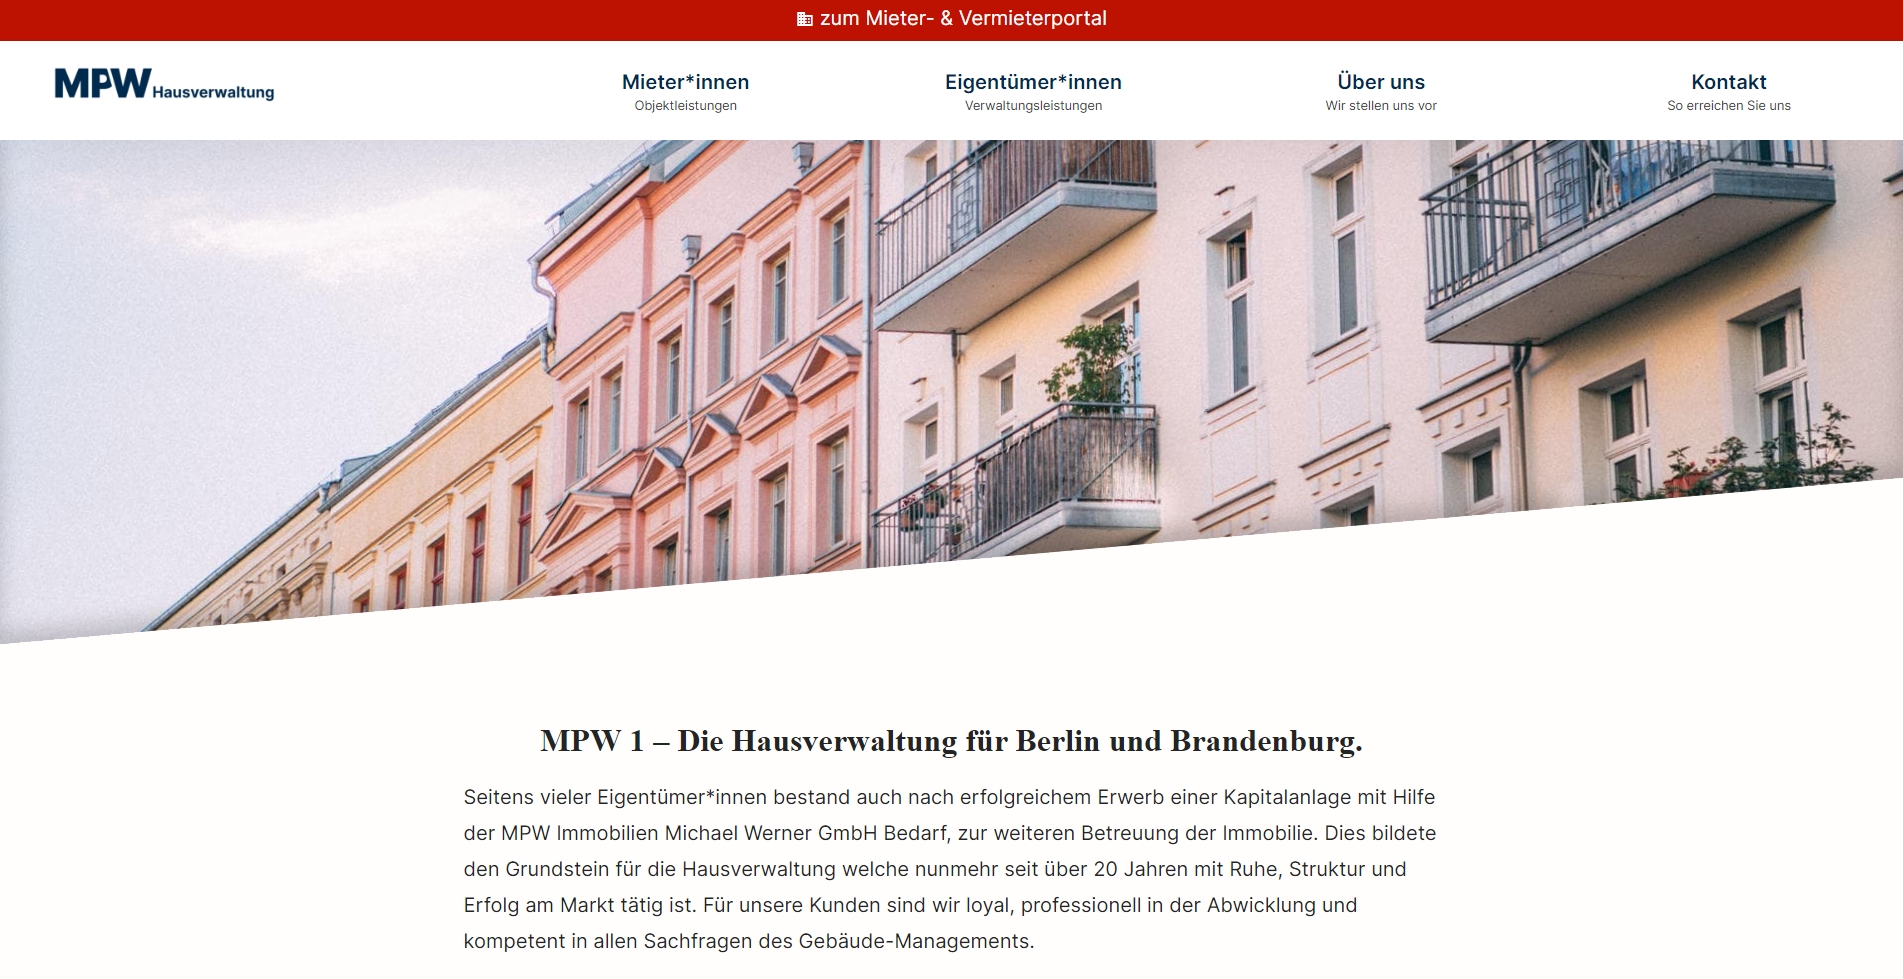 zum Mieter- & Vermieterportal
MPW Hausverwaltung
Mieter*innen
Objektleistungen
Eigentümer*innen
Verwaltungsleistungen
Über uns
Wir stellen uns vor
Kontakt
So erreichen Sie uns
MPW 1 – Die Hausverwaltung für Berlin und Brandenburg.
Seitens vieler Eigentümer*innen bestand auch nach erfolgreichem Erwerb einer Kapitalanlage mit Hilfe
der MPW Immobilien Michael Werner GmbH Bedarf, zur weiteren Betreuung der Immobilie. Dies bildete
den Grundstein für die Hausverwaltung welche nunmehr seit über 20 Jahren mit Ruhe, Struktur und
Erfolg am Markt tätig ist. Für unsere Kunden sind wir loyal, professionell in der Abwicklung und
kompetent in allen Sachfragen des Gebäude-Managements.